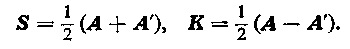 S = 1/2 (A + A′), K = 1/2 (A − A′).